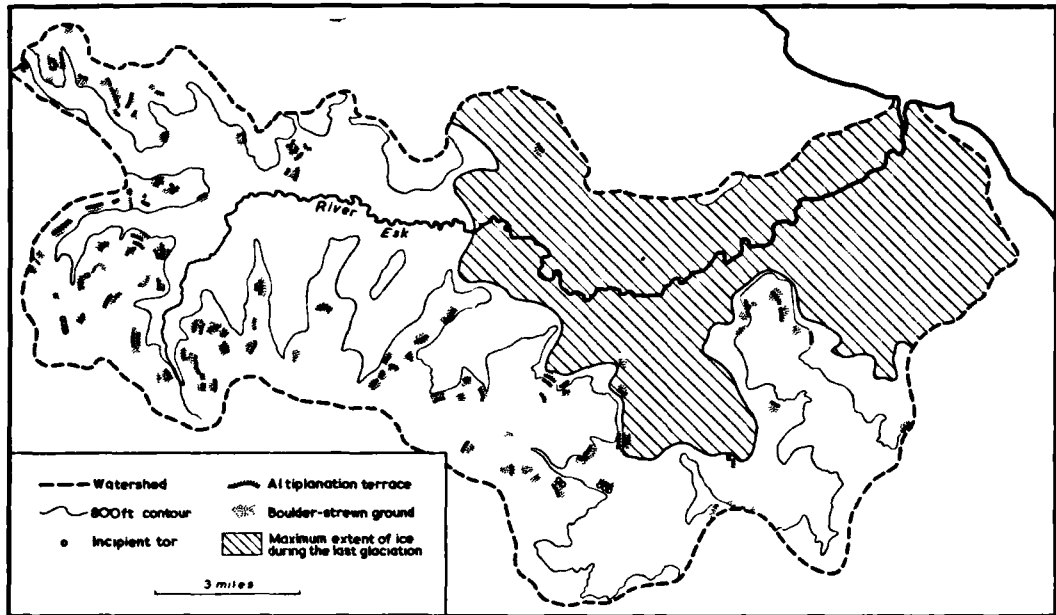 River
Esk
Watershed
800ft contour
Incipient tor
3 miles
Altiplanation terrace
Boulder-strewn ground
Maximum extent of ice
during the last glaciation